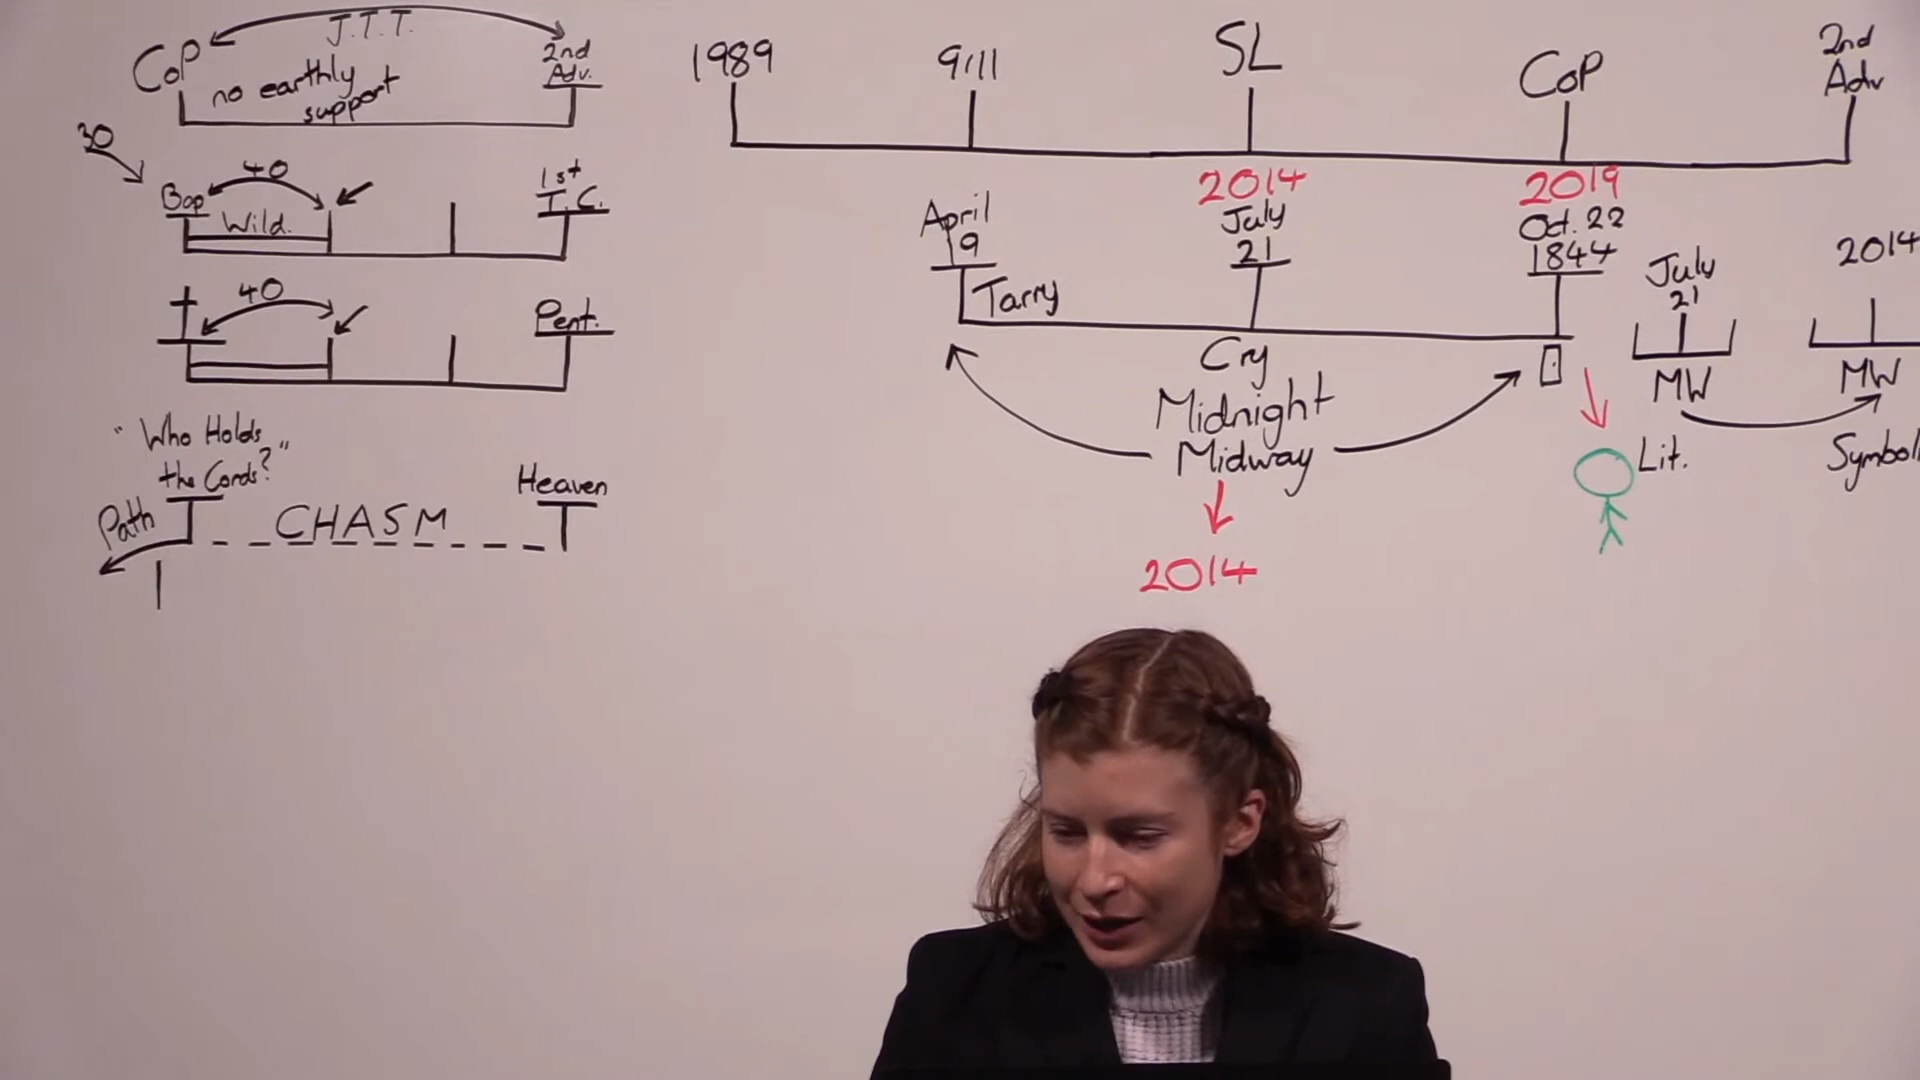 J.T.T.
CoP
2nd
Adv.
no earthly
support
30
40
Bap
Wild.
1st
T.C.
40
Pent.
"Who Holds
the Cords?"
Path
CHASM
Heaven
1989
9/11
SL
CoP
2nd
Adv
2014
2019
April
19
July
21
Oct. 22
1844
Tarry
Cry
Midnight
Midway
2014
July
21
MW
Lit.
2014
MW
Symbol